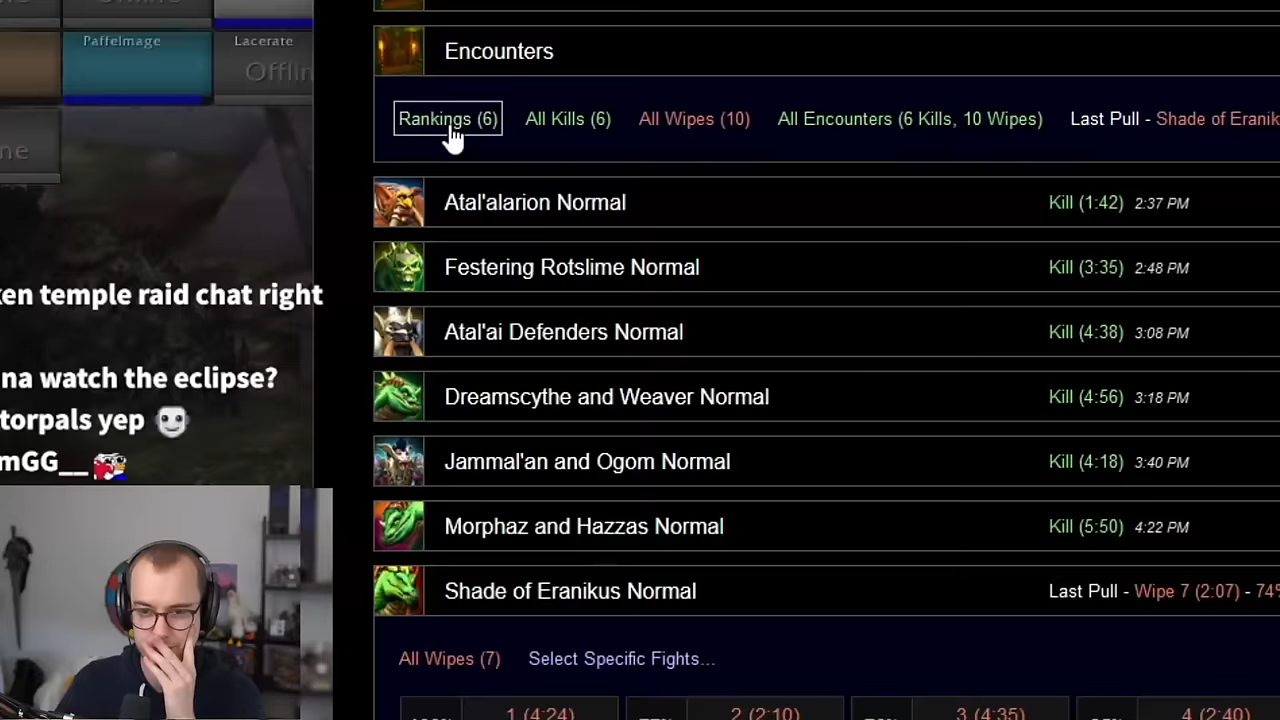 PaffeImage
Lacerate
Offlin
ne
Encounters
Rankings (6) All Kills (6) All Wipes (10) All Encounters (6 Kills, 10 Wipes) Last Pull - Shade of Eranik
Atal'alarion Normal Kill (1:42) 2:37 PM
Festering Rotslime Normal Kill (3:35) 2:48 PM
Atal'ai Defenders Normal Kill (4:38) 3:08 PM
Dreamscythe and Weaver Normal Kill (4:56) 3:18 PM
Jammal'an and Ogom Normal Kill (4:18) 3:40 PM
Morphaz and Hazzas Normal Kill (5:50) 4:22 PM
Shade of Eranikus Normal Last Pull - Wipe 7 (2:07) - 74%
All Wipes (7) Select Specific Fights...
1 (4:24) 2 (2:10) 3 (4:35) 4 (2:40)
ken temple raid chat right
na watch the eclipse?
torpals yep
mGG__